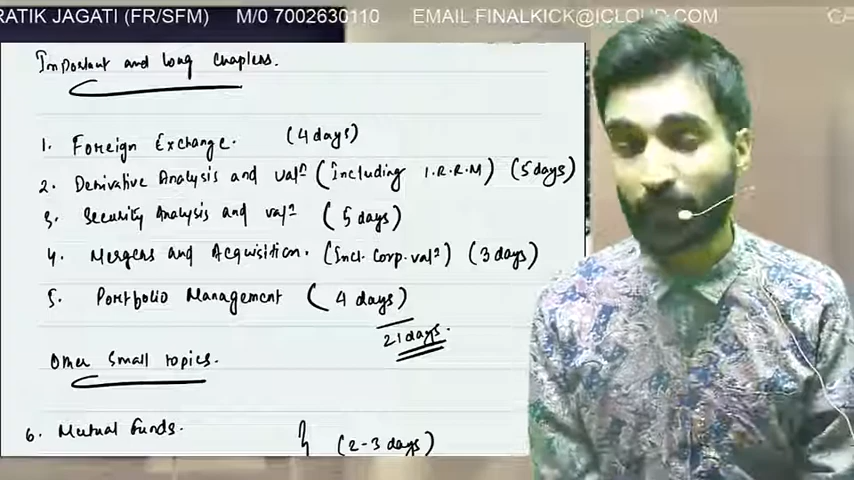 RATIK JAGATI (FR/SFM) M/0 7002630110 EMAIL FINALKICK@ICLOUD.COM
Important and long chapters.
1. Foreign Exchange. (4 days)
2. Derivative Analysis and valⁿ (Including I.R.R.M) (5 days)
3. Security Analysis and valⁿ (5 days)
4. Mergers and Acquisition. (Incl. Corp. valⁿ) (3 days)
5. Portfolio Management (4 days)
21 days.
Other Small topics.
6. Mutual Funds. (2-3 days)